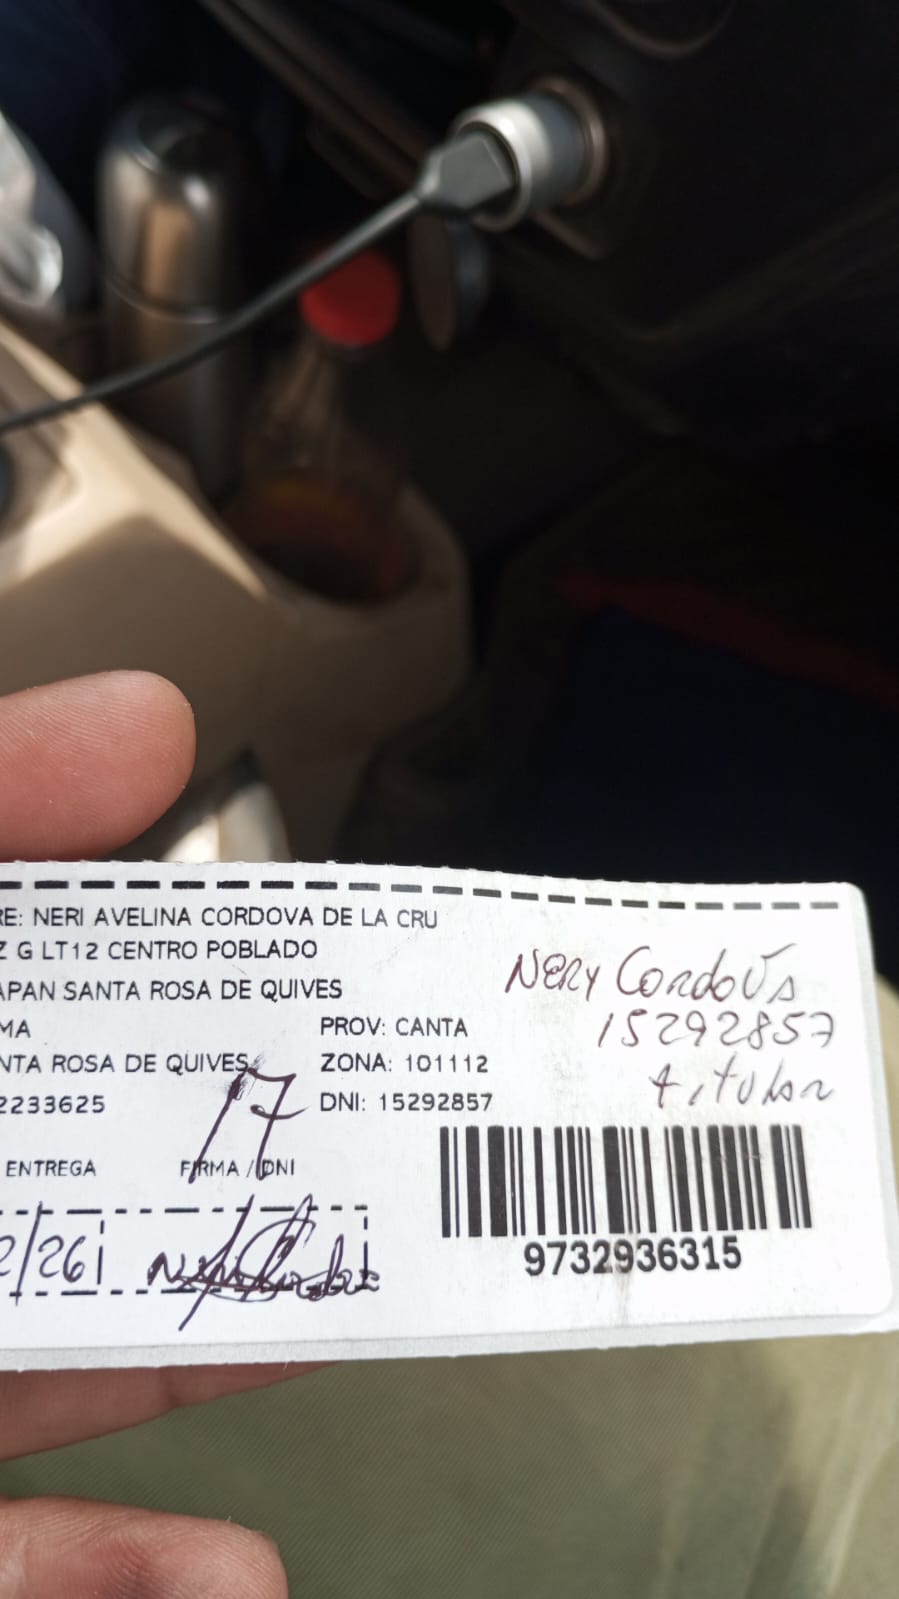 RE: NERI AVELINA CORDOVA DE LA CRU
Z G LT12 CENTRO POBLADO
APAN SANTA ROSA DE QUIVES
MA PROV: CANTA
NTA ROSA DE QUIVES ZONA: 101112
2233625 DNI: 15292857
Nery Cordova
15292857
titular
17
ENTREGA FIRMA / DNI
2/26
9732936315